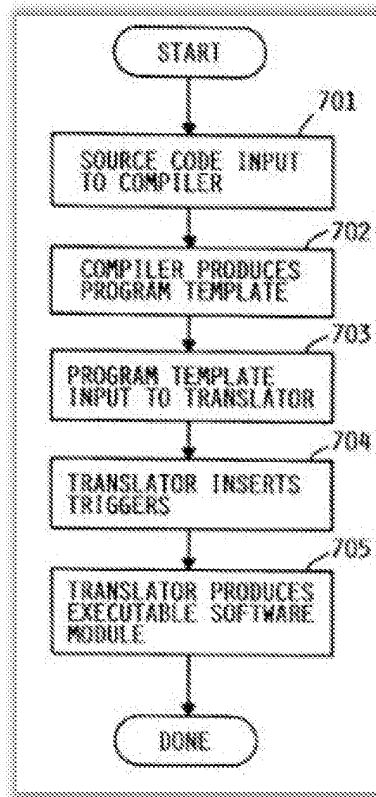 START
701
SOURCE CODE INPUT
TO COMPILER
702
COMPILER PRODUCES
PROGRAM TEMPLATE
703
PROGRAM TEMPLATE
INPUT TO TRANSLATOR
704
TRANSLATOR INSERTS
TRIGGERS
705
TRANSLATOR PRODUCES
EXECUTABLE SOFTWARE
MODULE
DONE